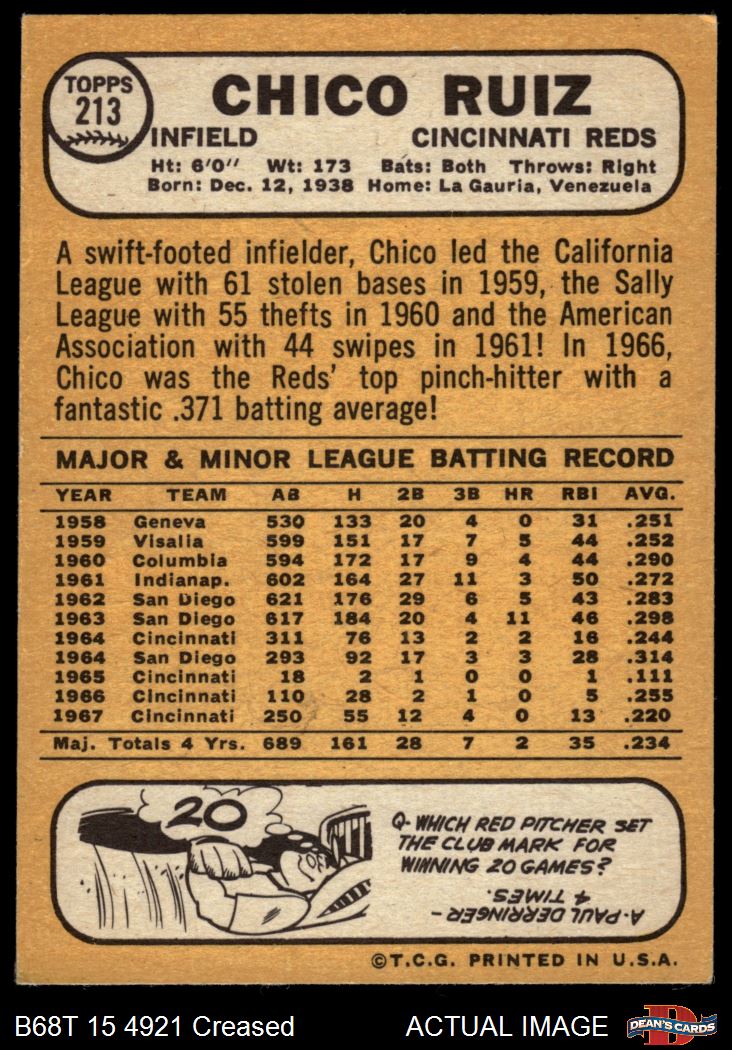 TOPPS
213
CHICO RUIZ
INFIELD CINCINNATI REDS
Ht: 6'0" Wt: 173 Bats: Both Throws: Right
Born: Dec. 12, 1938 Home: La Gauria, Venezuela
A swift-footed infielder, Chico led the California
League with 61 stolen bases in 1959, the Sally
League with 55 thefts in 1960 and the American
Association with 44 swipes in 1961! In 1966,
Chico was the Reds' top pinch-hitter with a
fantastic .371 batting average!
MAJOR & MINOR LEAGUE BATTING RECORD
YEAR TEAM AB H 2B 3B HR RBI AVG.
1958 Geneva 530 133 20 4 0 31 .251
1959 Visalia 599 151 17 7 5 44 .252
1960 Columbia 594 172 17 9 4 44 .290
1961 Indianap. 602 164 27 11 3 50 .272
1962 San Diego 621 176 29 6 5 43 .283
1963 San Diego 617 184 20 4 11 46 .298
1964 Cincinnati 311 76 13 2 2 16 .244
1964 San Diego 293 92 17 3 3 28 .314
1965 Cincinnati 18 2 1 0 0 1 .111
1966 Cincinnati 110 28 2 1 0 5 .255
1967 Cincinnati 250 55 12 4 0 13 .220
Maj. Totals 4 Yrs. 689 161 28 7 2 35 .234
20
Q- WHICH RED PITCHER SET
THE CLUB MARK FOR
WINNING 20 GAMES?
A- PAUL DERRINGER -
4 TIMES.
©T.C.G. PRINTED IN U.S.A.
B68T 15 4921 Creased ACTUAL IMAGE DEAN'S CARDS